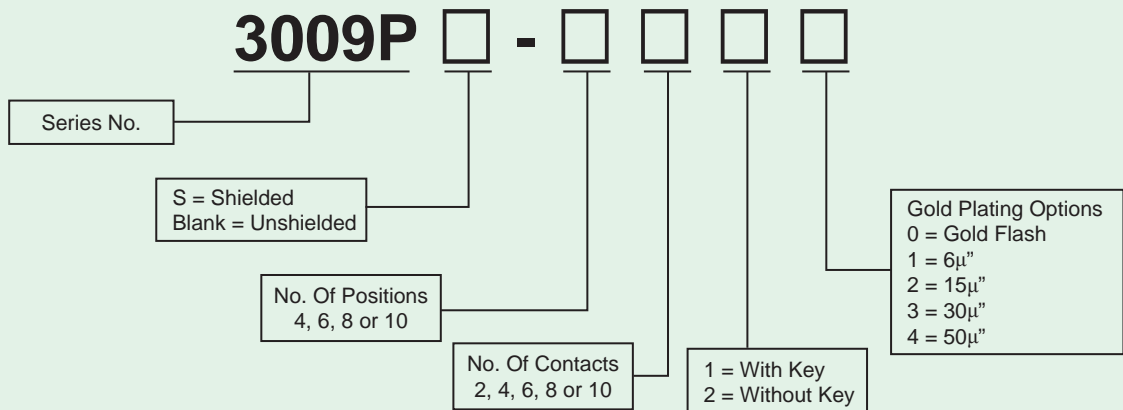 3009P -
Series No.
S = Shielded
Blank = Unshielded
No. Of Positions
4, 6, 8 or 10
No. Of Contacts
2, 4, 6, 8 or 10
1 = With Key
2 = Without Key
Gold Plating Options
0 = Gold Flash
1 = 6μ”
2 = 15μ”
3 = 30μ”
4 = 50μ”